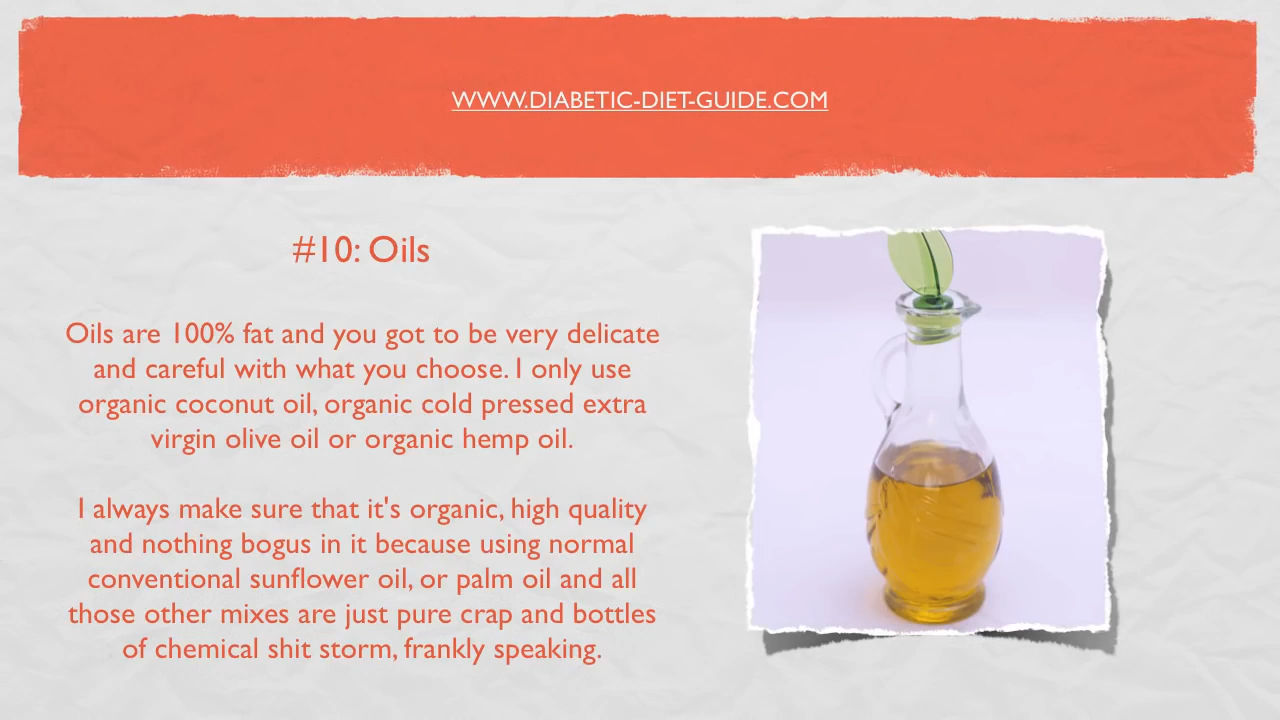 WWW.DIABETIC-DIET-GUIDE.COM
#10: Oils
Oils are 100% fat and you got to be very delicate
and careful with what you choose. I only use
organic coconut oil, organic cold pressed extra
virgin olive oil or organic hemp oil.
I always make sure that it's organic, high quality
and nothing bogus in it because using normal
conventional sunflower oil, or palm oil and all
those other mixes are just pure crap and bottles
of chemical shit storm, frankly speaking.